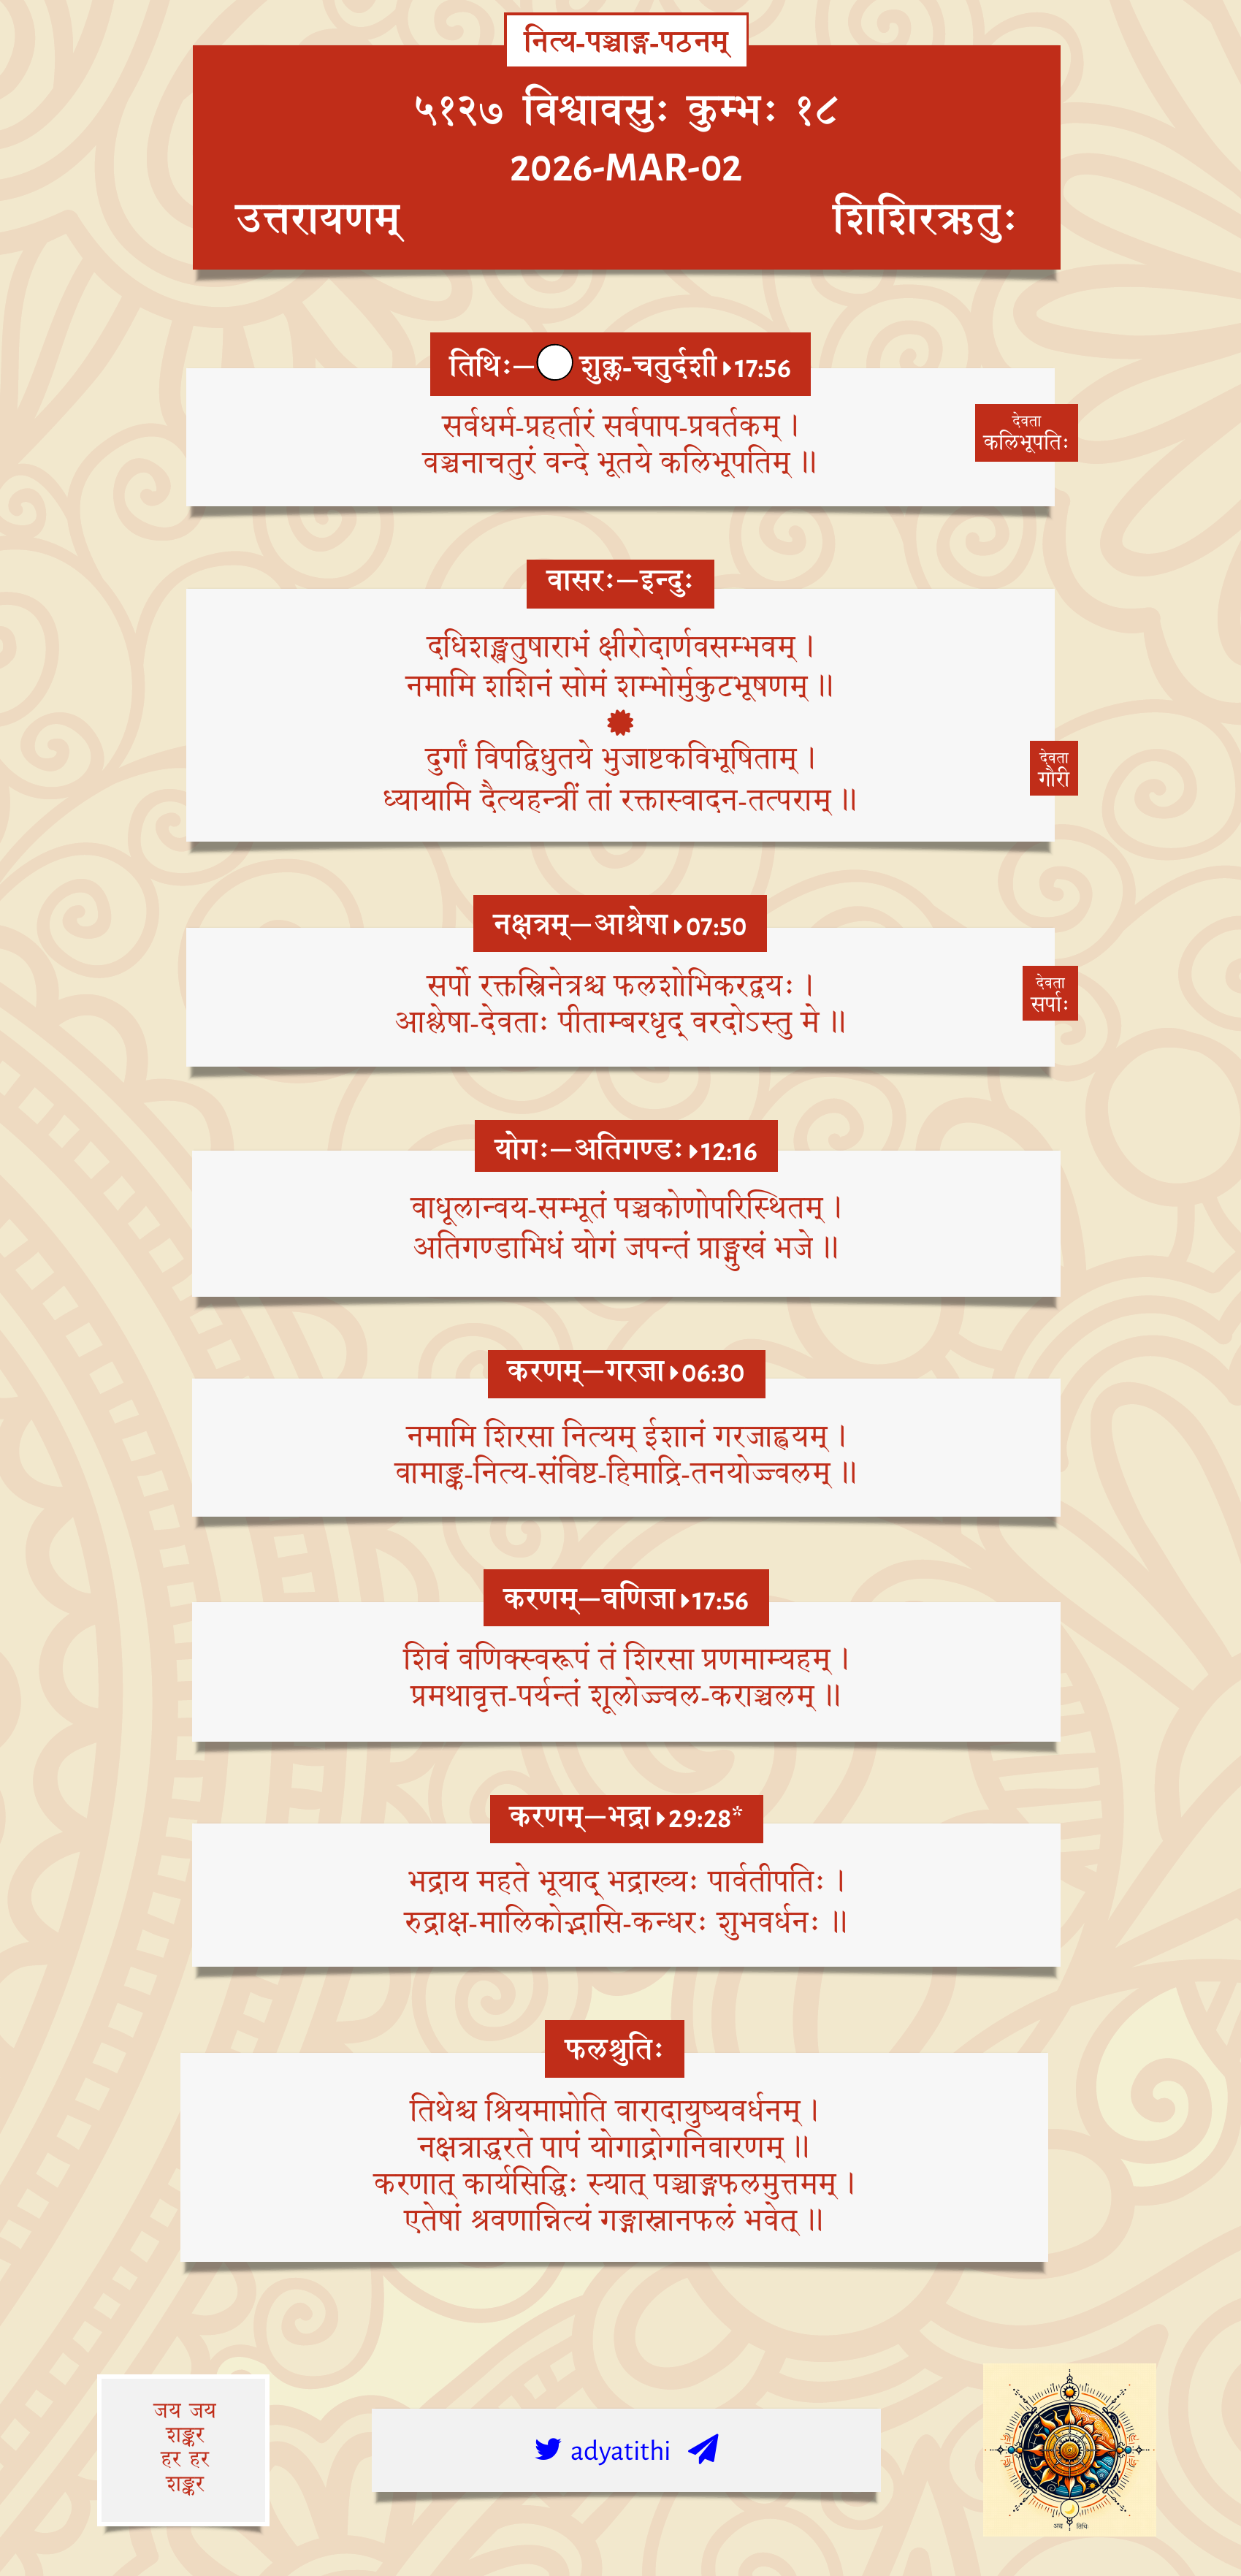 नित्य-पञ्चाङ्ग-पठनम्
५१२७ विश्वावसुः कुम्भः १८
2026-MAR-02
उत्तरायणम् शिशिरऋतुः
तिथिः— शुक्ल-चतुर्दशी 17:56
सर्वधर्म-प्रहर्तारं सर्वपाप-प्रवर्तकम् ।
वञ्चनाचतुरं वन्दे भूतये कलिभूपतिम् ॥
देवता
कलिभूपतिः
वासरः—इन्दुः
दधिशङ्खतुषाराभं क्षीरोदार्णवसम्भवम् ।
नमामि शशिनं सोमं शम्भोर्मुकुटभूषणम् ॥
दुर्गां विपद्विधुतये भुजाष्टकविभूषिताम् ।
ध्यायामि दैत्यहन्त्रीं तां रक्तास्वादन-तत्पराम् ॥
देवता
गौरी
नक्षत्रम्—आश्रेषा 07:50
सर्पो रक्तस्त्रिनेत्रश्च फलशोभिकरद्वयः ।
आश्लेषा-देवताः पीताम्बरधृद् वरदोऽस्तु मे ॥
देवता
सर्पाः
योगः—अतिगण्डः 12:16
वाधूलान्वय-सम्भूतं पञ्चकोणोपरिस्थितम् ।
अतिगण्डाभिधं योगं जपन्तं प्राङ्मुखं भजे ॥
करणम्—गरजा 06:30
नमामि शिरसा नित्यम् ईशानं गरजाह्वयम् ।
वामाङ्क-नित्य-संविष्ट-हिमाद्रि-तनयोज्ज्वलम् ॥
करणम्—वणिजा 17:56
शिवं वणिक्स्वरूपं तं शिरसा प्रणमाम्यहम् ।
प्रमथावृत्त-पर्यन्तं शूलोज्ज्वल-कराञ्चलम् ॥
करणम्—भद्रा 29:28*
भद्राय महते भूयाद् भद्राख्यः पार्वतीपतिः ।
रुद्राक्ष-मालिकोद्भासि-कन्धरः शुभवर्धनः ॥
फलश्रुतिः
तिथेश्च श्रियमाप्नोति वारादायुष्यवर्धनम् ।
नक्षत्राद्धरते पापं योगाद्रोगनिवारणम् ॥
करणात् कार्यसिद्धिः स्यात् पञ्चाङ्गफलमुत्तमम् ।
एतेषां श्रवणान्नित्यं गङ्गास्नानफलं भवेत् ॥
जय जय
शङ्कर
हर हर
शङ्कर
adyatithi
अद्य तिथिः